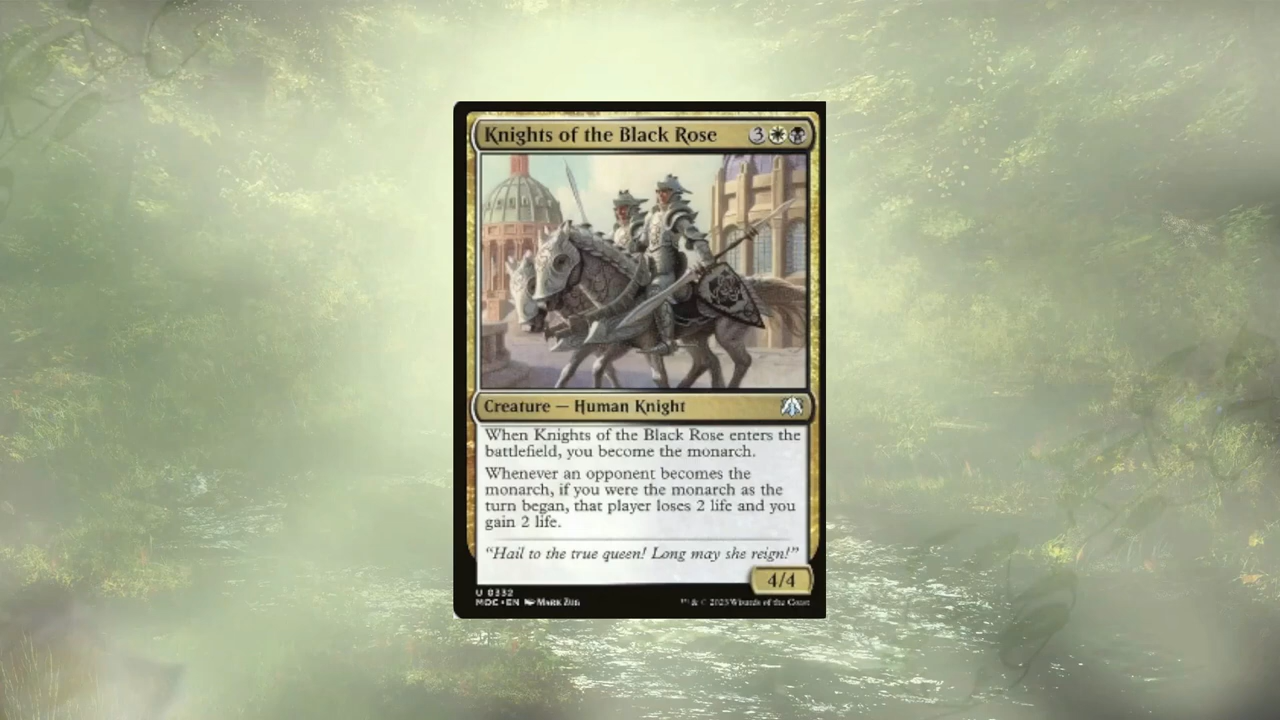 Knights of the Black Rose 3
Creature — Human Knight
When Knights of the Black Rose enters the
battlefield, you become the monarch.
Whenever an opponent becomes the
monarch, if you were the monarch as the
turn began, that player loses 2 life and you
gain 2 life.
“Hail to the true queen! Long may she reign!”
4/4
U 0332
MOC • EN Mark Zug
™ & © 2023 Wizards of the Coast